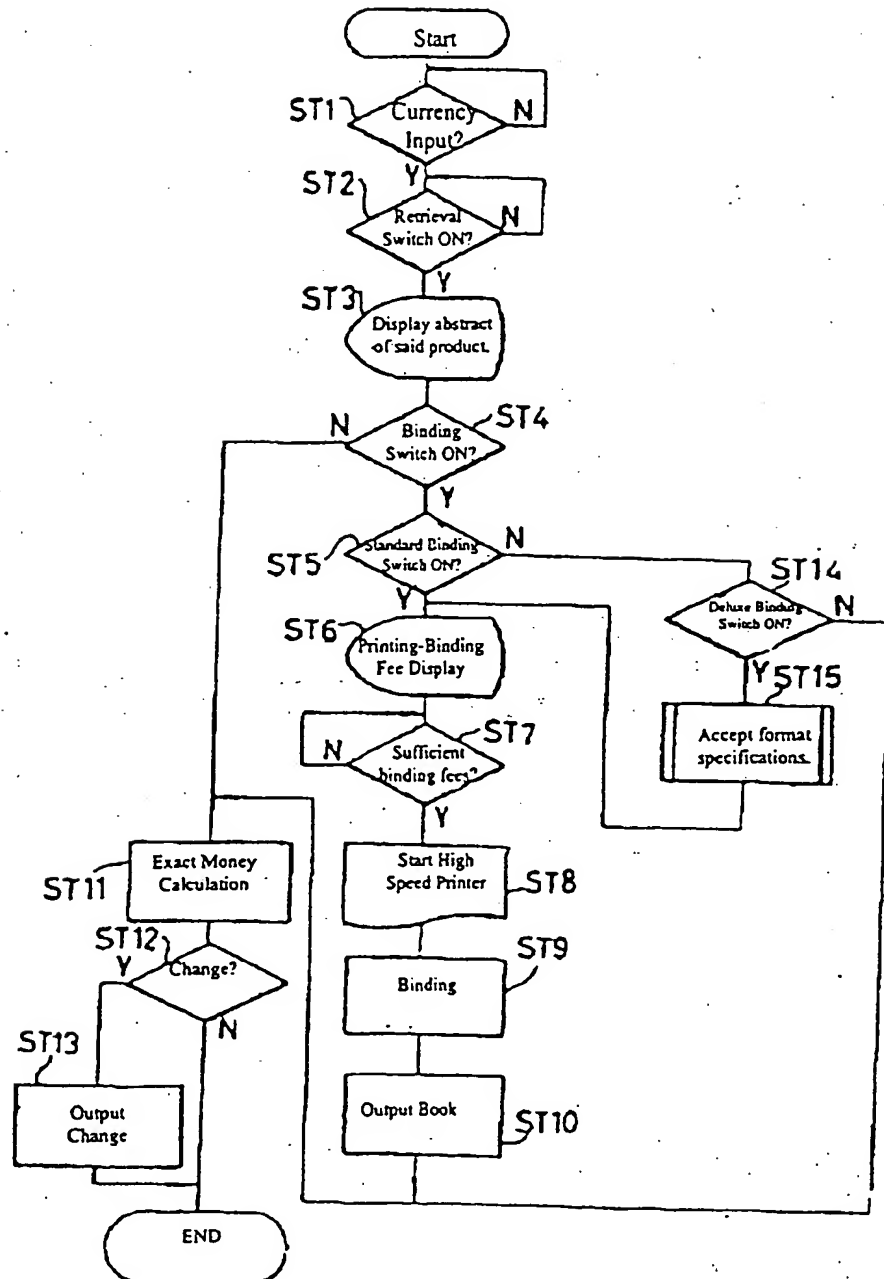 Start
ST1
Currency
Input?
N
Y
ST2
Retrieval
Switch ON?
N
Y
ST3
Display abstract
of said product.
ST4
N
Binding
Switch ON?
Y
ST5
Standard Binding
Switch ON?
N
Y
ST14
Deluxe Binding
Switch ON?
N
Y
ST15
Accept format
specifications.
ST6
Printing-Binding
Fee Display
ST7
N
Sufficient
binding fees?
Y
ST11
Exact Money
Calculation
Start High
Speed Printer
ST8
ST12
Y
Change?
N
ST9
Binding
ST13
Output
Change
Output Book
ST10
END